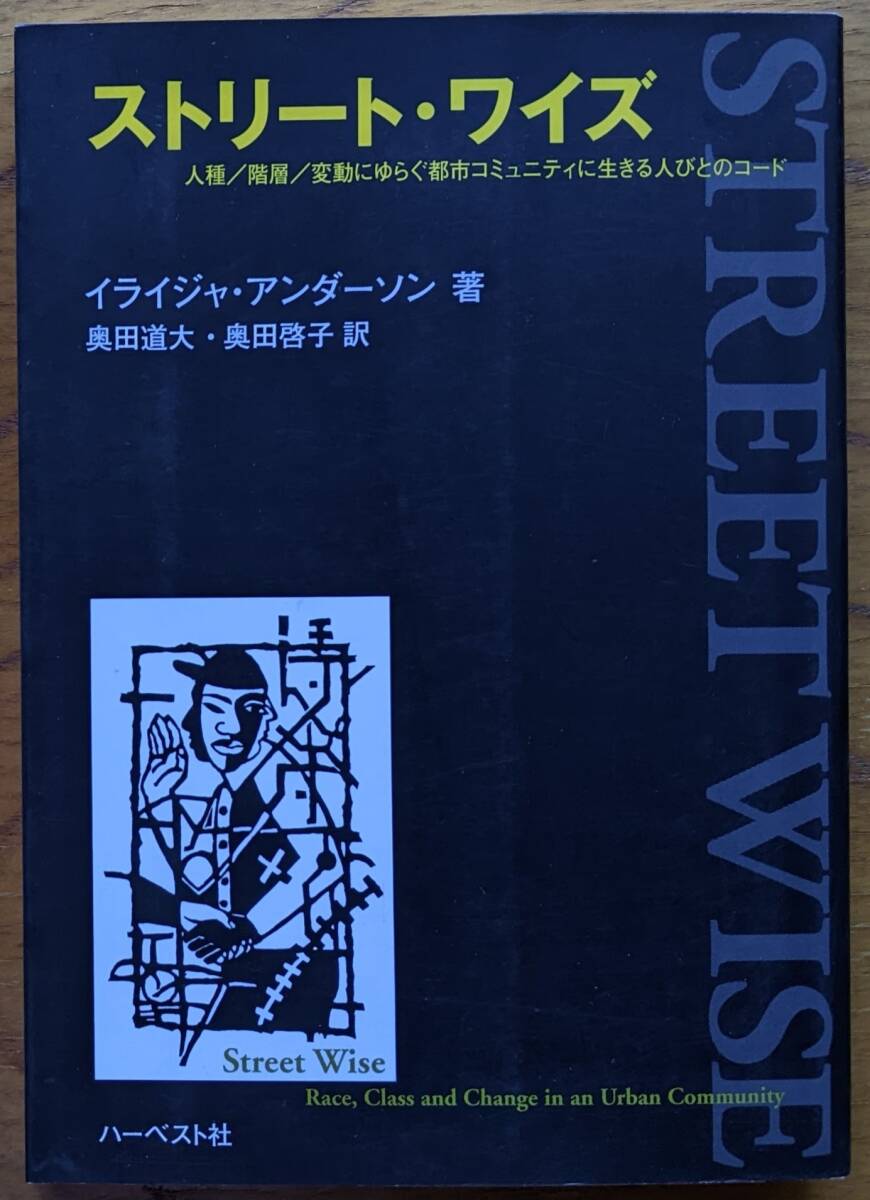 ストリート・ワイズ
人種／階層／変動にゆらぐ都市コミュニティに生きる人びとのコード
イライジャ・アンダーソン 著
奥田道大・奥田啓子 訳
STREET WISE
Street Wise
Race, Class and Change in an Urban Community
ハーベスト社